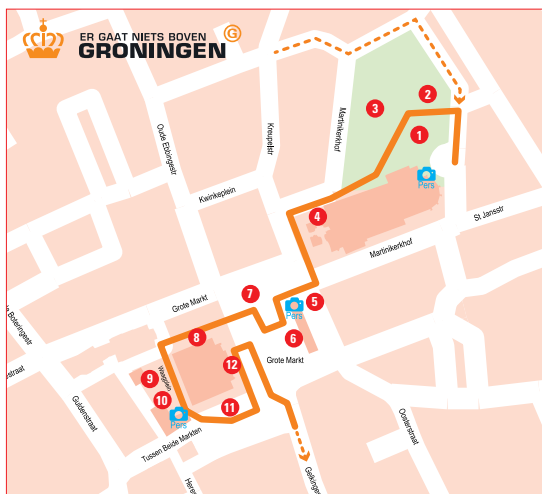 ER GAAT NIETS BOVEN
GRONINGEN
G
2
3
1
Martinikerkhof
Oude Ebbingestr
Kreupelstr
Pers
Kwinkeplein
4
St Jansstr
Martinikerkhof
7
5
Grote Markt
Pers
6
8
12
Grote Markt
9
Waagplein
10
11
Pers
Tussen Beide Markten
Guldenstraat
Oosterstraat
straat